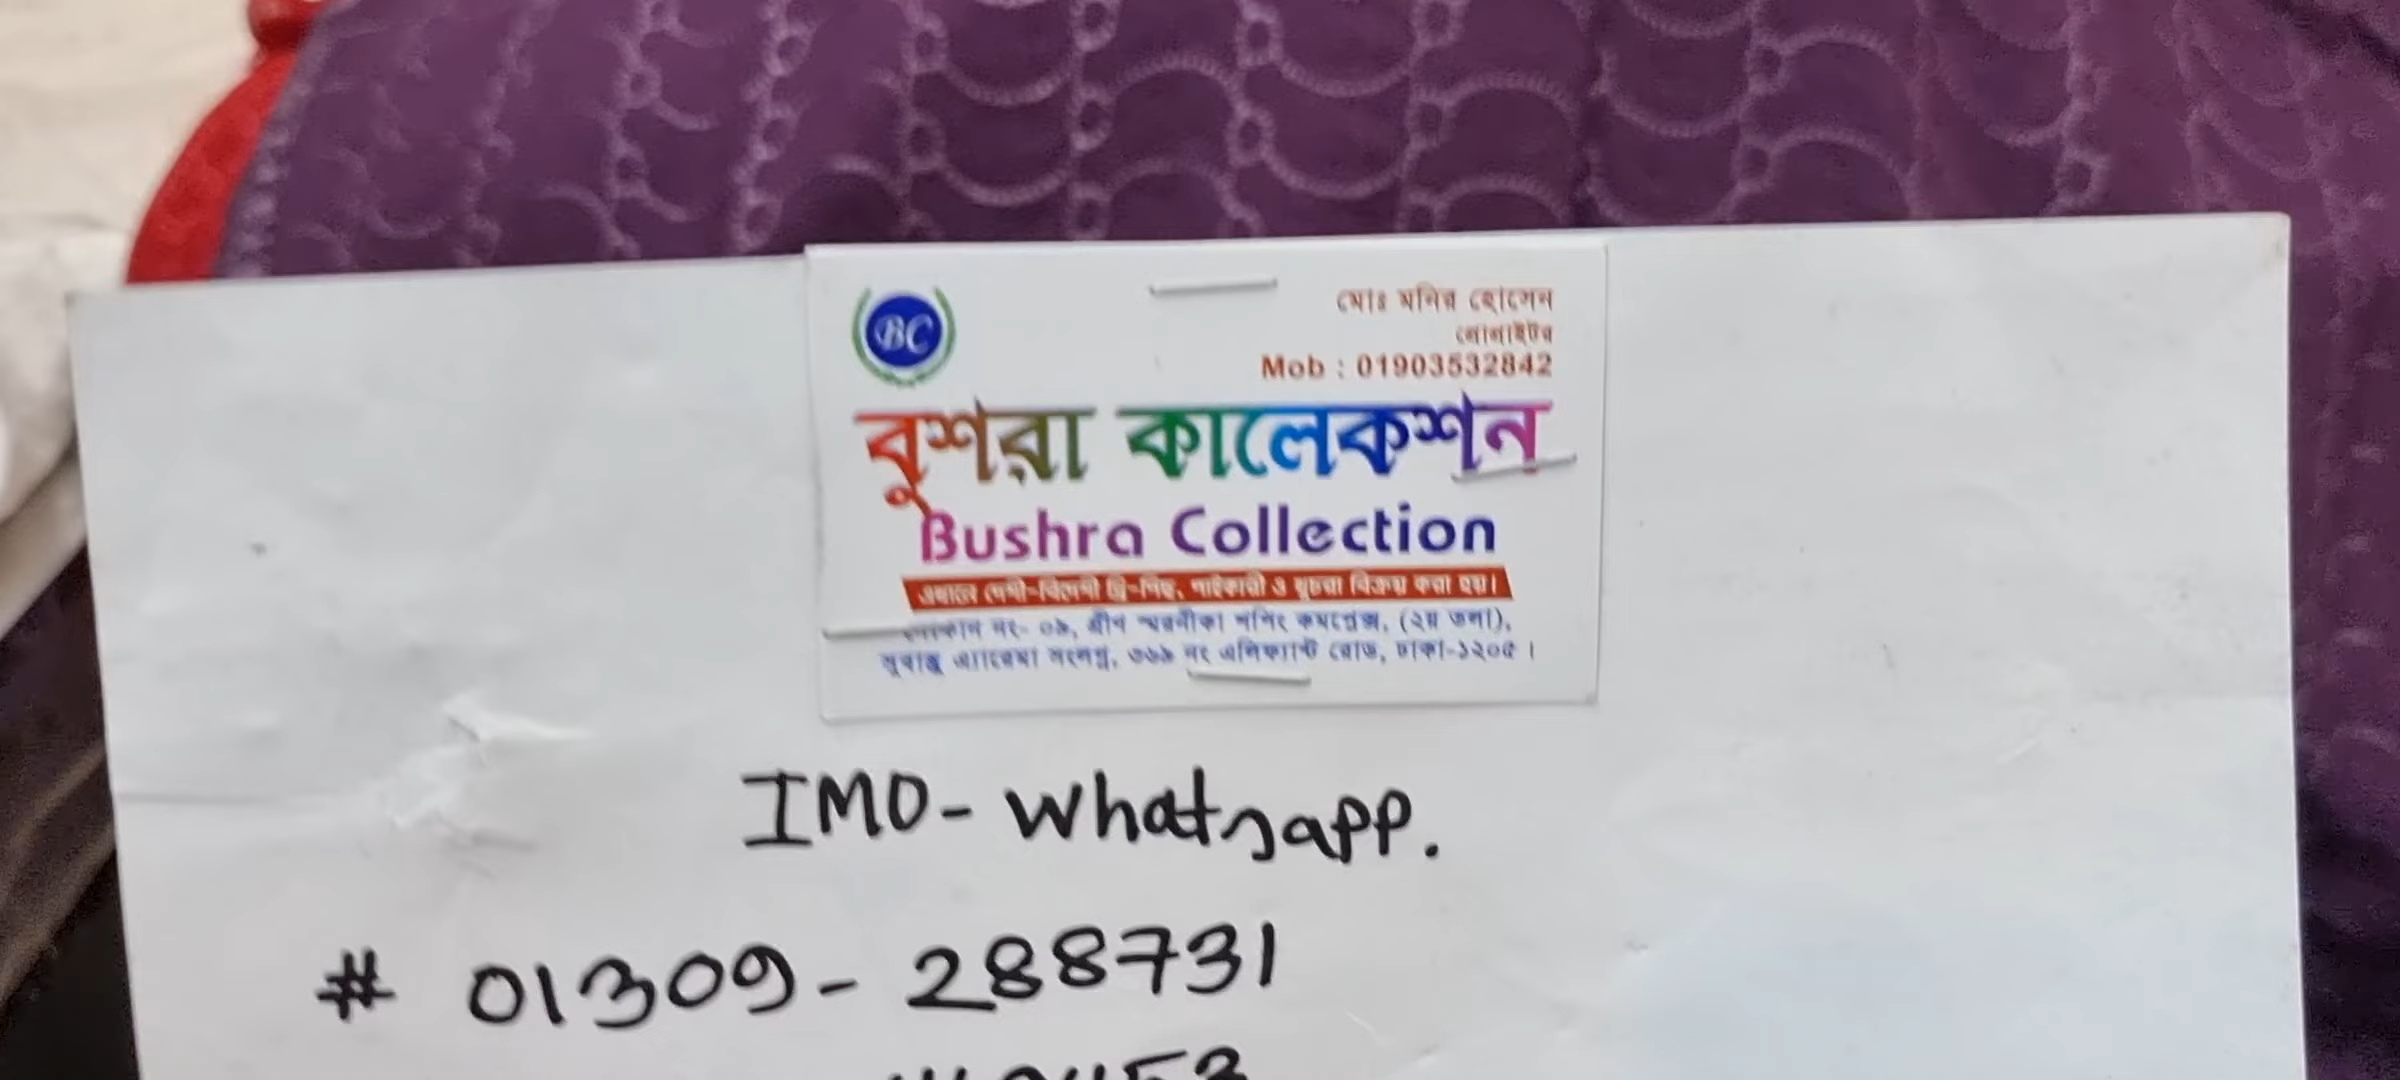 BC
মোঃ মনির হোসেন
প্রোপ্রাইটর
Mob : 01903532842
বুশরা কালেকশন
Bushra Collection
এখানে দেশী-বিদেশী থ্রি-পিছ, পাইকারী ও খুচরা বিক্রয় করা হয়।
দোকান নং- ০৯, গ্রীণ স্মরনীকা শপিং কমপ্লেক্স, (২য় তলা),
সুবাস্তু এ্যারোমা সংলগ্ন, ৩৬৯ নং এলিফ্যান্ট রোড, ঢাকা-১২০৫।
IMO- Whatsapp.
# 01309-288731